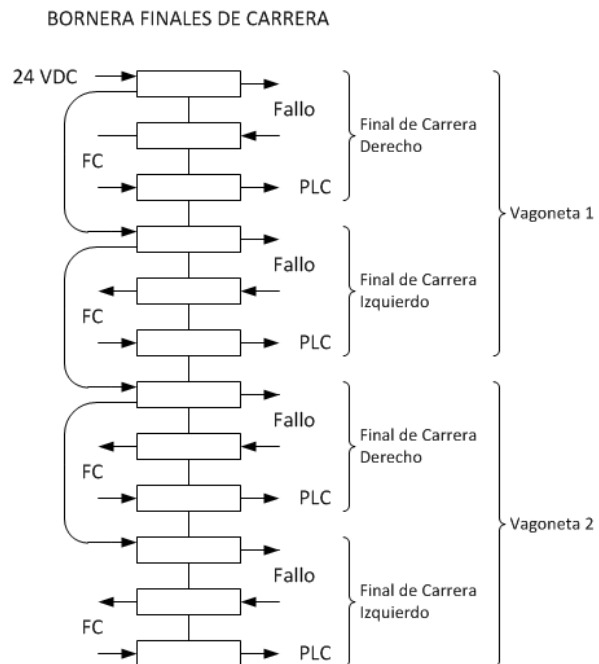 BORNERA FINALES DE CARRERA
24 VDC
Fallo
FC
PLC
Final de Carrera
Derecho
Vagoneta 1
Fallo
FC
PLC
Final de Carrera
Izquierdo
Fallo
FC
PLC
Final de Carrera
Derecho
Vagoneta 2
Fallo
FC
PLC
Final de Carrera
Izquierdo